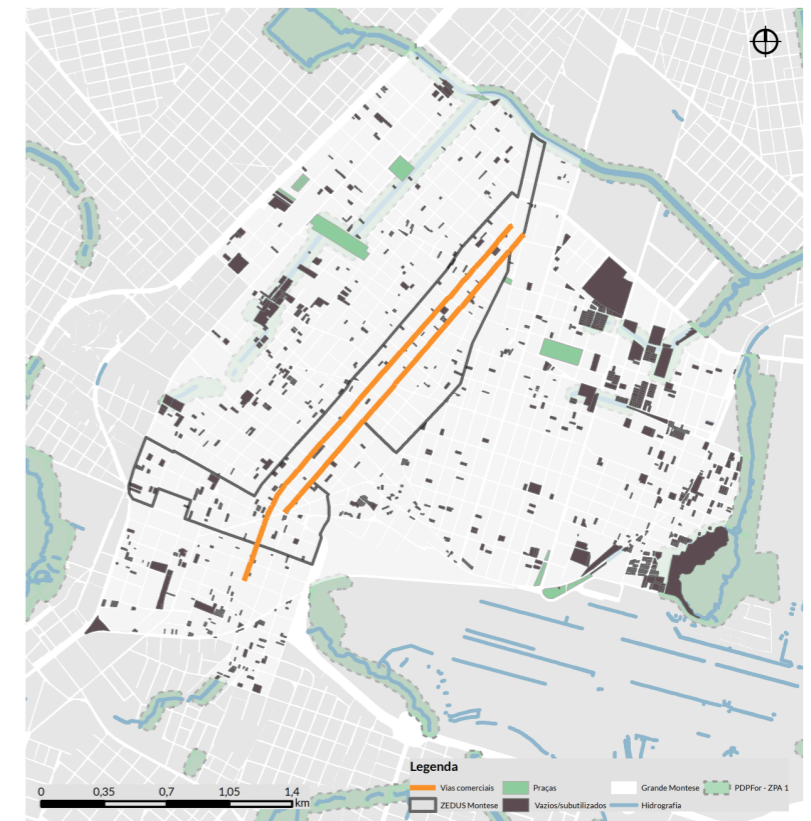 Legenda
Vias comerciais Praças Grande Montese PDPFor - ZPA 1
ZEDUS Montese Vazios/subutilizados Hidrografia
0 0,35 0,7 1,05 1,4
km